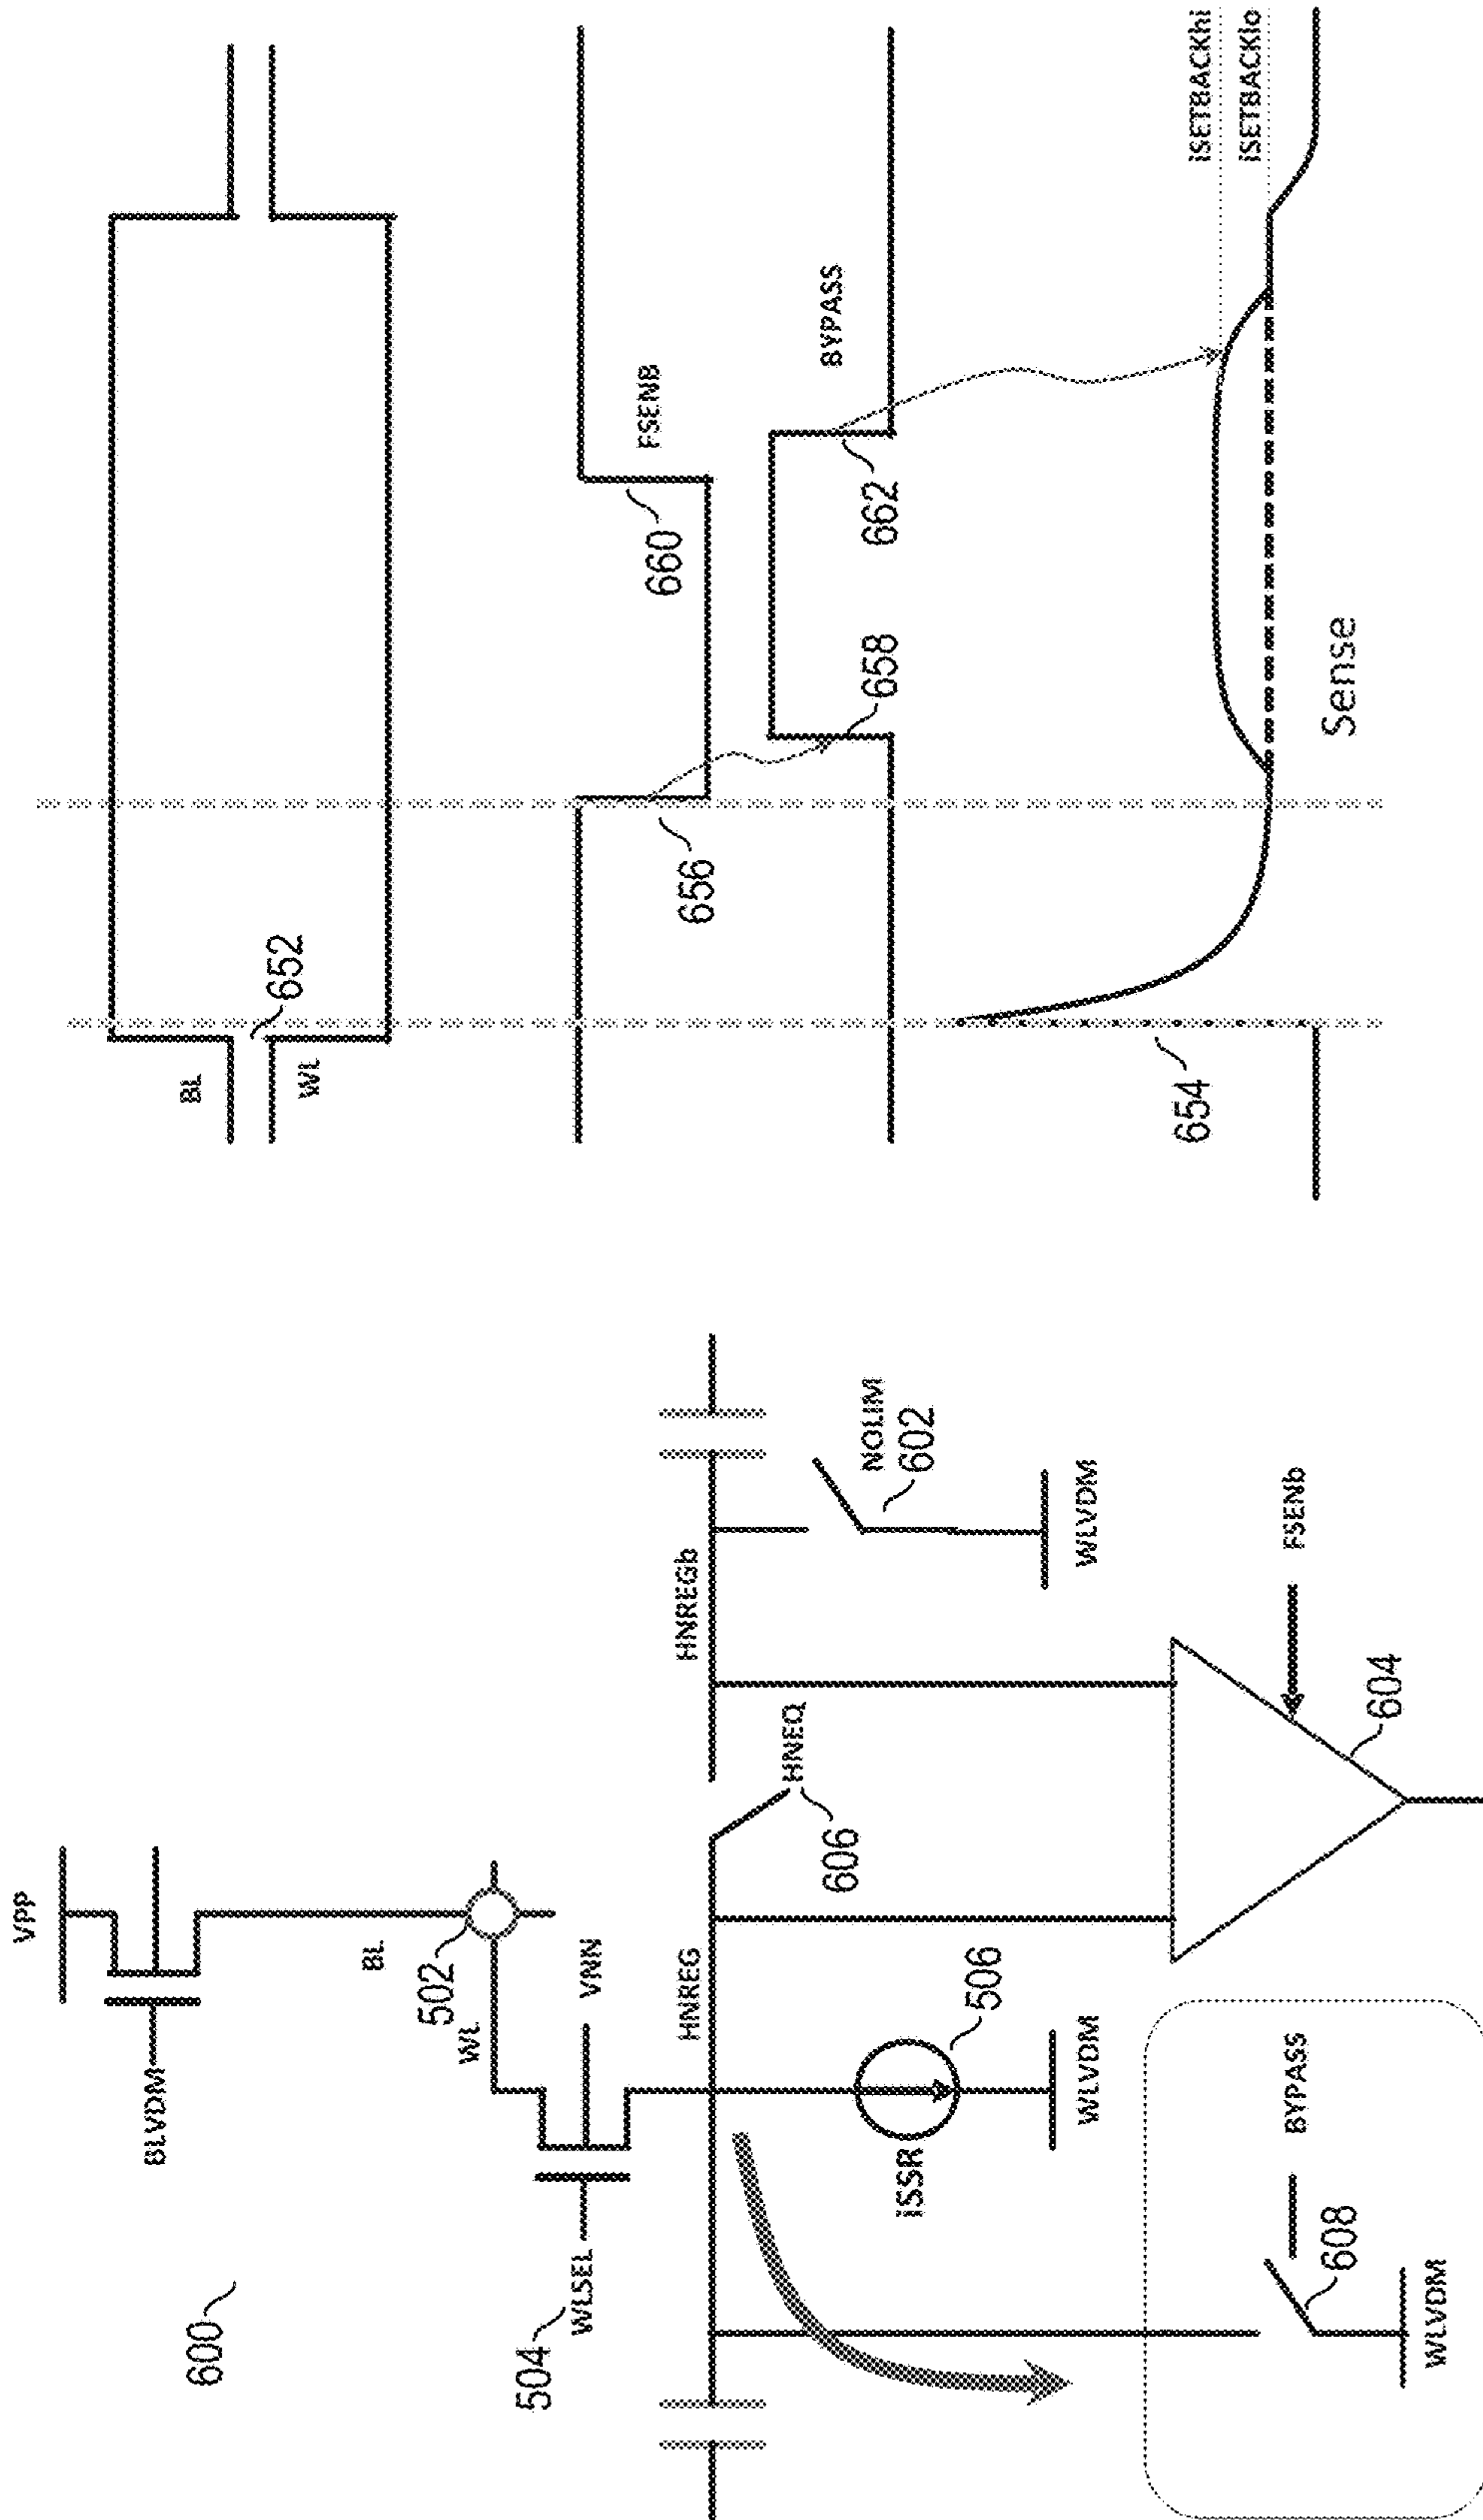 600
VPP
BLVDM
BL
502
WL
504
WLSEL
VNN
HNREG
HNREGb
606
HNEQ
NOLIM
602
WLVDM
ISSR
506
WLVDM
BYPASS
608
WLVDM
FSENb
604
BL
652
WL
656
660
FSENB
658
662
BYPASS
654
Sense
iSETBACKhi
iSETBACKlo